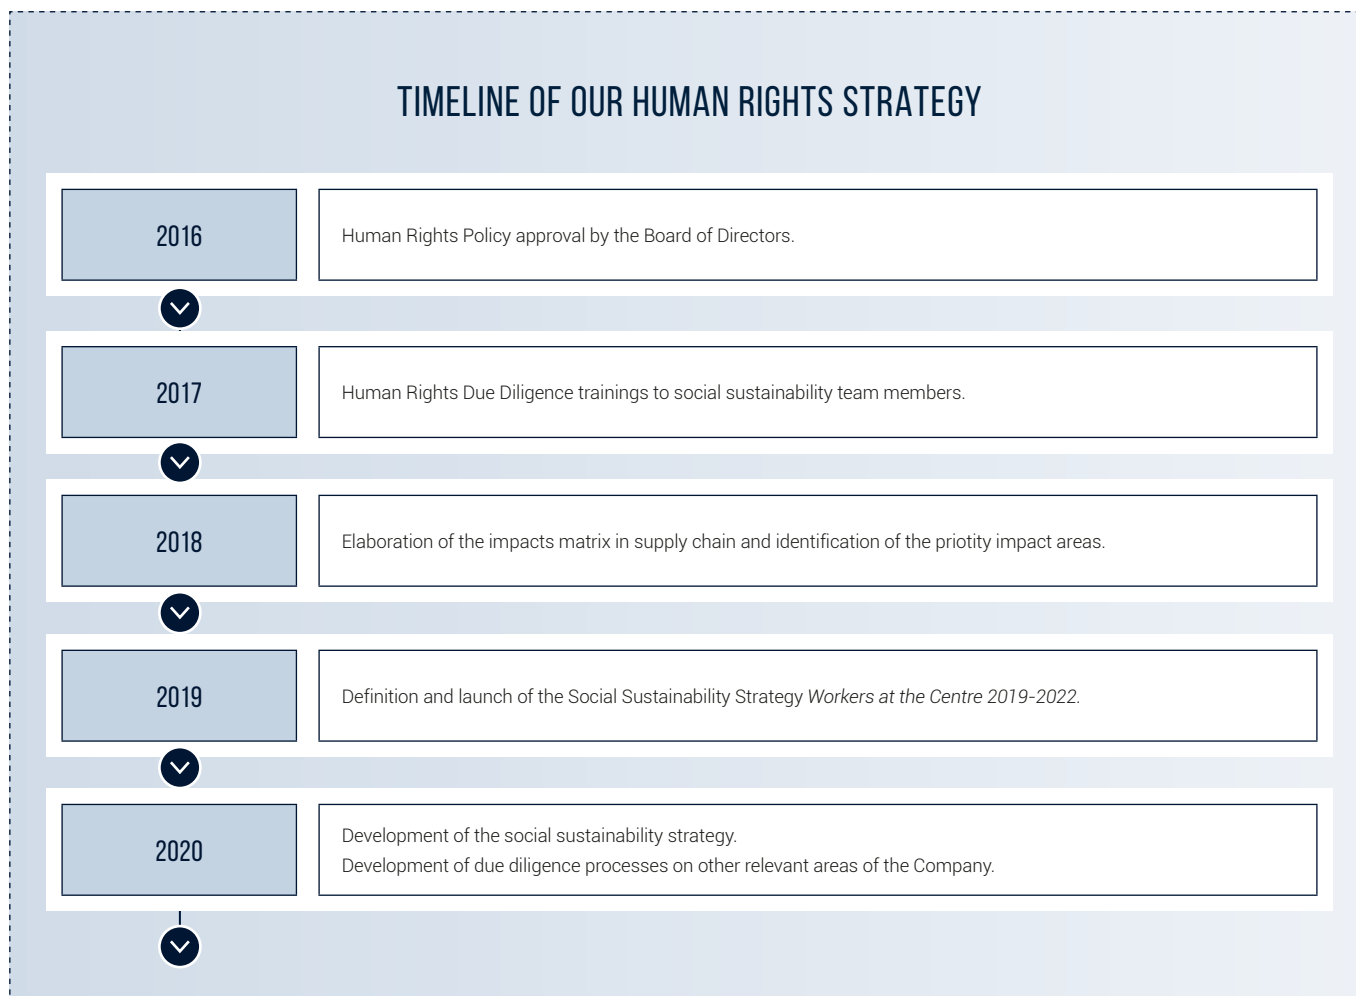 TIMELINE OF OUR HUMAN RIGHTS STRATEGY
2016
Human Rights Policy approval by the Board of Directors.
2017
Human Rights Due Diligence trainings to social sustainability team members.
2018
Elaboration of the impacts matrix in supply chain and identification of the priotity impact areas.
2019
Definition and launch of the Social Sustainability Strategy Workers at the Centre 2019-2022.
2020
Development of the social sustainability strategy.
Development of due diligence processes on other relevant areas of the Company.